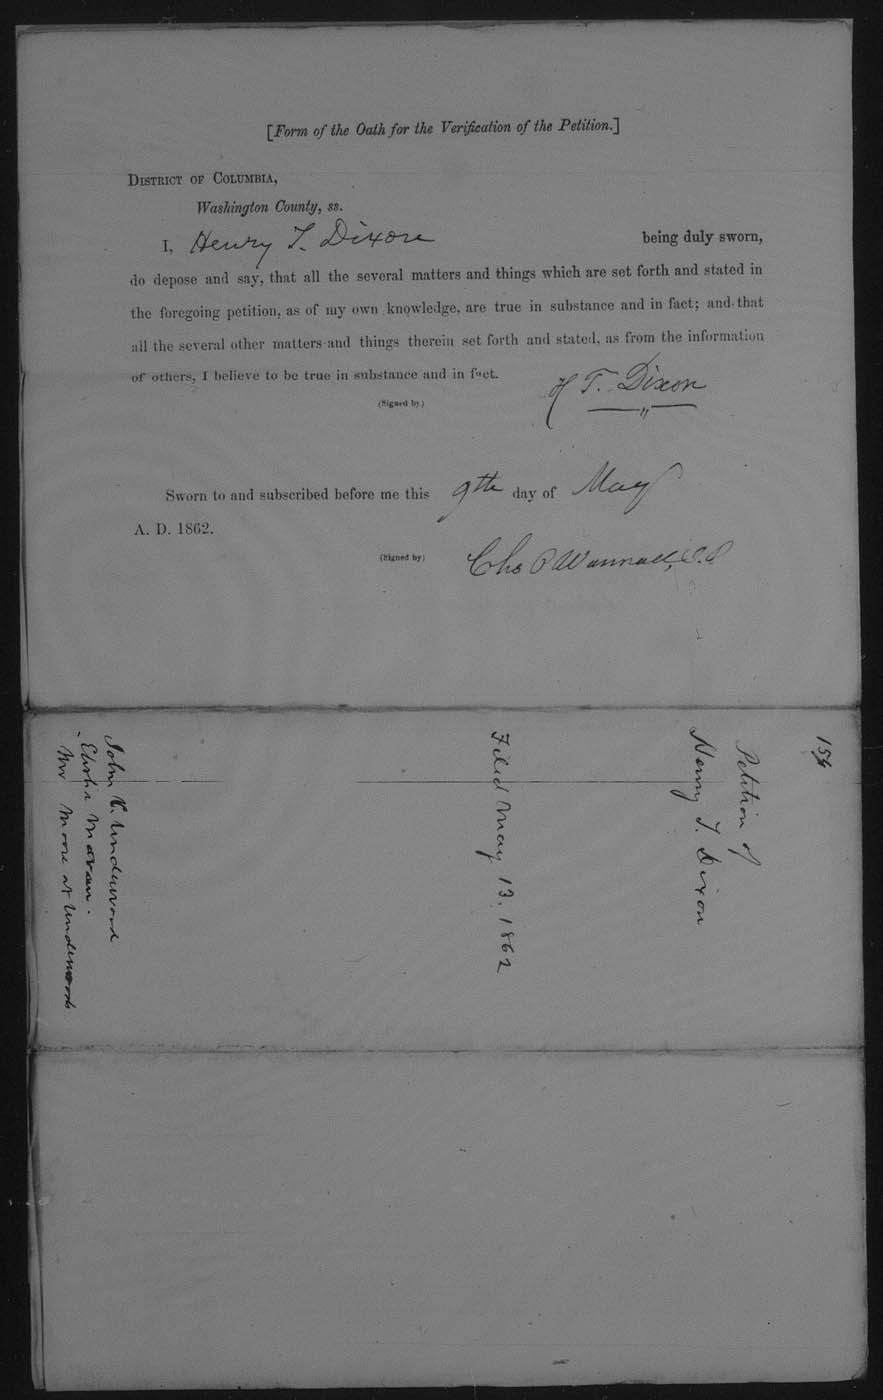 [Form of the Oath for the Verification of the Petition.]
DISTRICT OF COLUMBIA,
Washington County, ss.
I, Henry T. Dixon being duly sworn,
do depose and say, that all the several matters and things which are set forth and stated in
the foregoing petition, as of my own knowledge, are true in substance and in fact; and that
all the several other matters and things therein set forth and stated, as from the information
of others, I believe to be true in substance and in fact.
H T. Dixon
(Signed by)
Sworn to and subscribed before me this 9th day of May
A. D. 1862.
(Signed by) Chs P Wannall, J.P.
154
Petition of
Henry T. Dixon
Filed May 13. 1862
John C. Underwood
Mr Moore at Underwoods